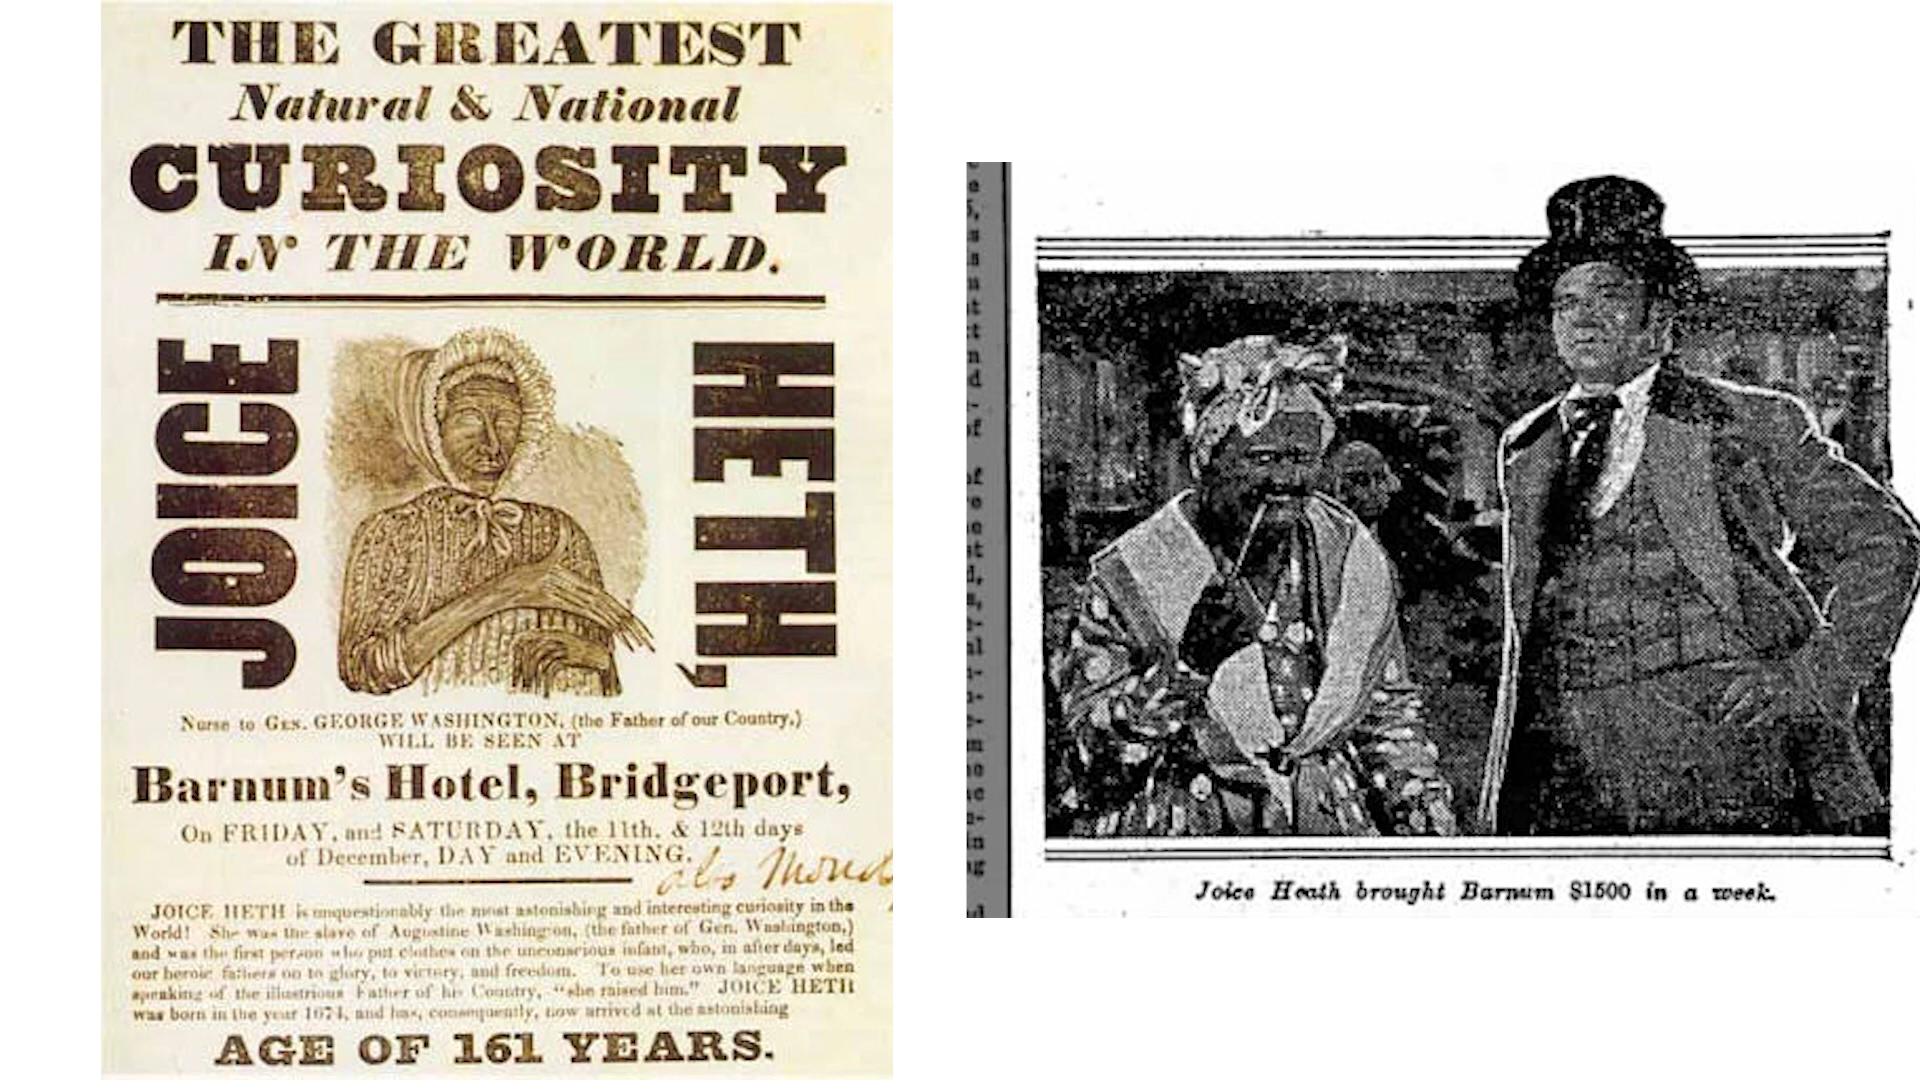 THE GREATEST
Natural & National
CURIOSITY
IN THE WORLD.
JOICE
HETH,
Nurse to GEN. GEORGE WASHINGTON, (the Father of our Country,)
WILL BE SEEN AT
Barnum's Hotel, Bridgeport,
On FRIDAY, and SATURDAY, the 11th. & 12th days
of December, DAY and EVENING.
also
JOICE HETH is unquestionably the most astonishing and interesting curiosity in the
World! She was the slave of Augustine Washington, (the father of Gen. Washington,)
and was the first person who put clothes on the unconscious infant, who, in after days, led
our heroic fathers on to glory, to victory, and freedom. To use her own language when
speaking of the illustrious Father of his Country, "she raised him." JOICE HETH
was born in the year 1674, and has, consequently, now arrived at the astonishing
AGE OF 161 YEARS.
Joice Heath brought Barnum $1500 in a week.